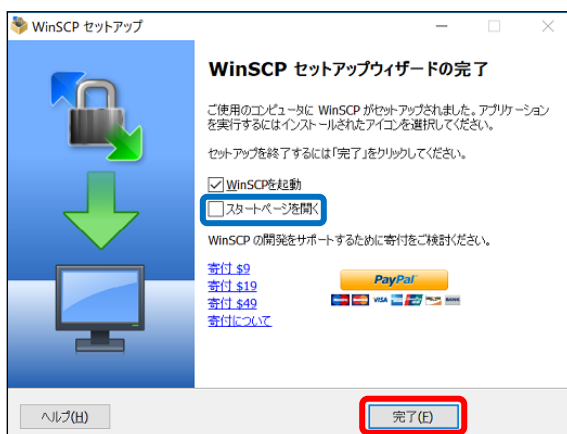 WinSCP セットアップ
WinSCP セットアップウィザードの完了
ご使用のコンピュータに WinSCP がセットアップされました。アプリケーション
を実行するにはインストールされたアイコンを選択してください。
セットアップを終了するには「完了」をクリックしてください。
WinSCPを起動
スタートページを開く
WinSCP の開発をサポートするために寄付をご検討ください。
寄付 $9
寄付 $19
寄付 $49
寄付について
PayPal
VISA
ヘルプ(H)
完了(F)